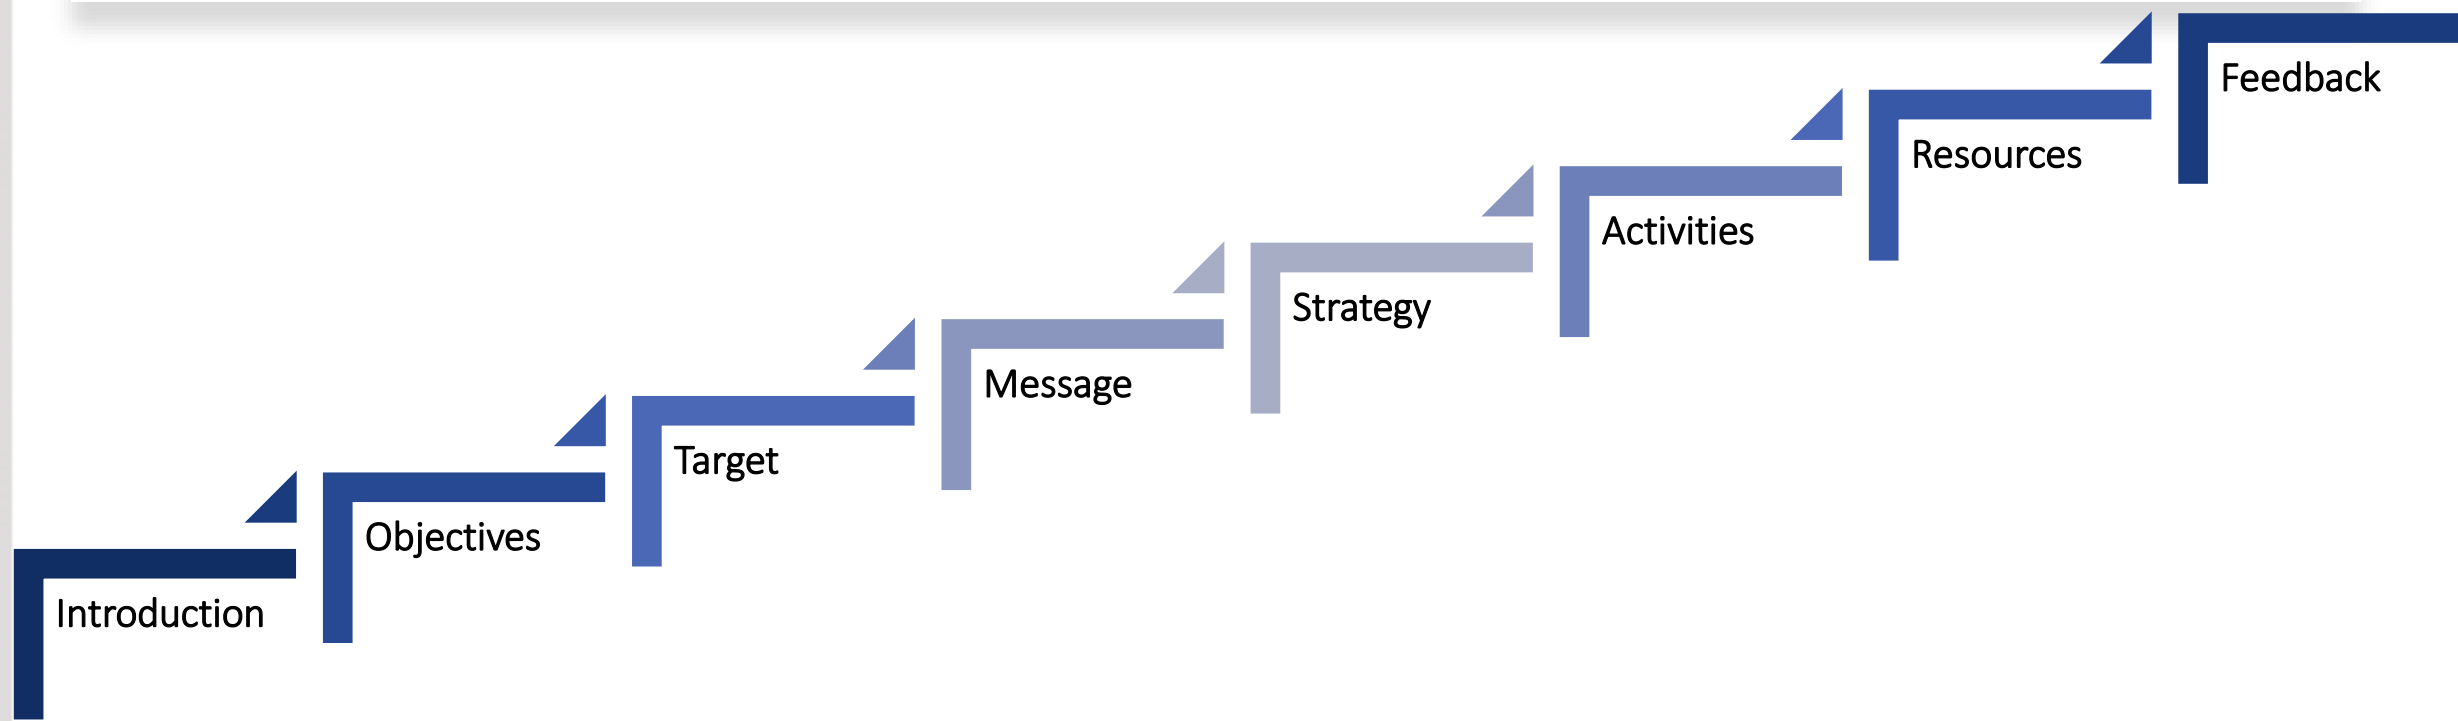 Introduction
Objectives
Target
Message
Strategy
Activities
Resources
Feedback